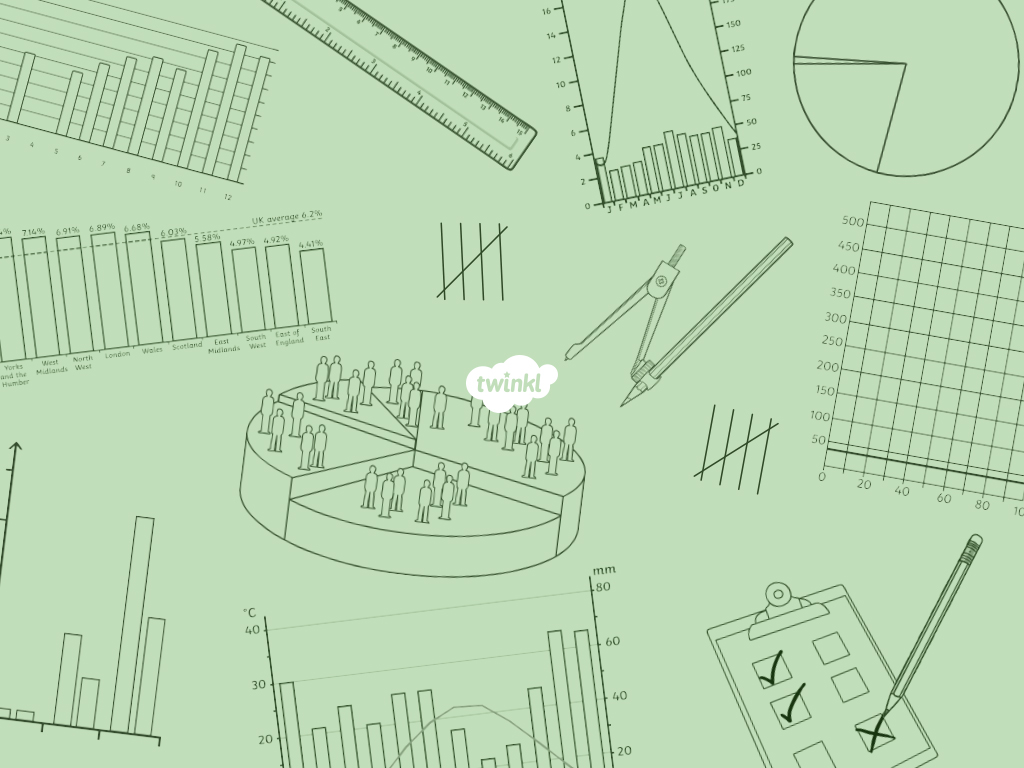 3 4 5 6 7 8 9 10 11 12
16
14
12
10
8
6
4
2
0
J F M A M J J A S O N D
175
150
125
100
75
50
25
0
UK average 6.2%
7.14% 6.91% 6.89% 6.68% 6.03% 5.58% 4.97% 4.92% 4.41%
Yorks and the Humber
West Midlands
North West
London
Wales
Scotland
East Midlands
South West
East of England
South East
500
450
400
350
300
250
200
150
100
50
0
0 20 40 60 80
twinkl
°C
40
30
20
mm
80
60
40
20